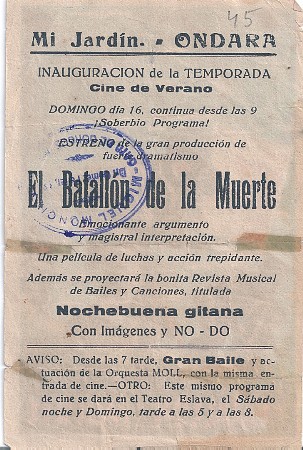 45
Mi Jardín. - ONDARA
INAUGURACION de la TEMPORADA
Cine de Verano
DOMINGO día 16, continua desde las 9
¡Soberbio Programa!
ESTRENO de la gran producción de
fuerte dramatismo
El Batallon de la Muerte
Emocionante argumento
y magistral interpretación.
Una película de luchas y acción trepidante.
Además se proyectará la bonita Revista Musical
de Bailes y Canciones, titulada
Nochebuena gitana
Con Imágenes y NO - DO
AVISO: Desde las 7 tarde, Gran Baile y ac-
tuación de la Orquesta MOLL, con la misma en-
trada de cine.—OTRO: Este mismo programa
de cine se dará en el Teatro Eslava, el Sábado
noche y Domingo, tarde a las 5 y a las 8.
MIGUEL